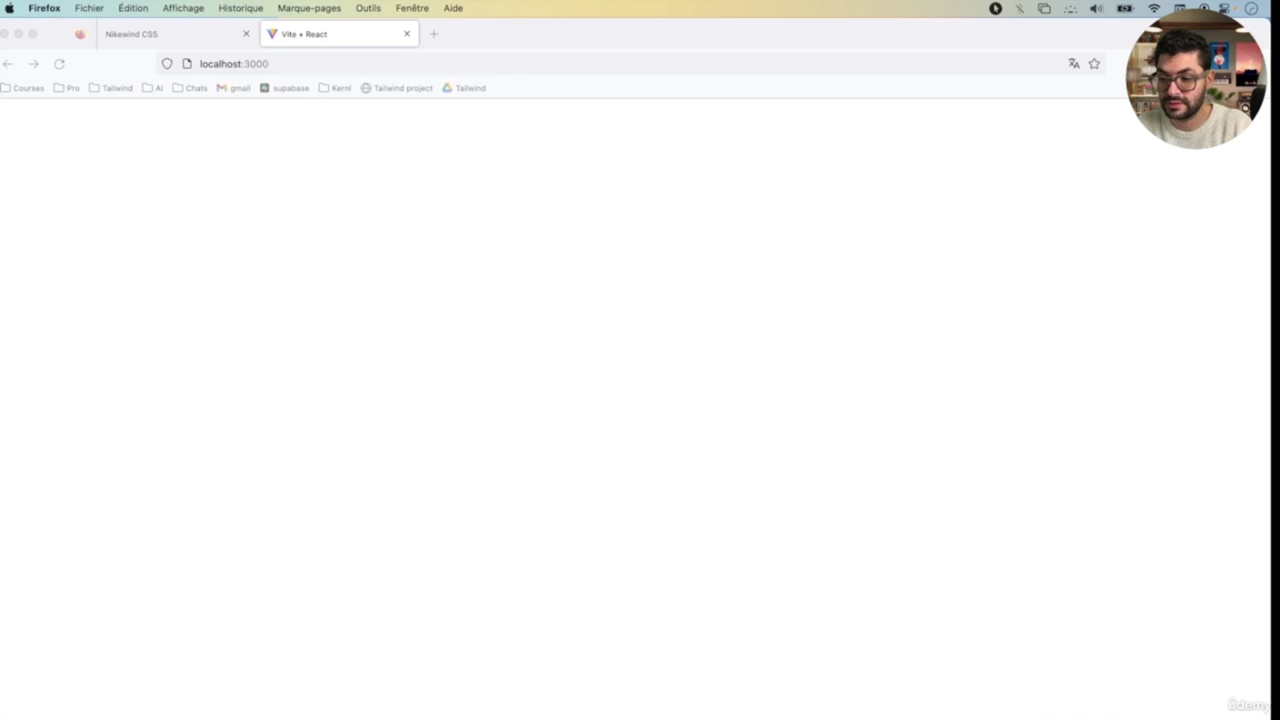 Firefox Fichier Édition Affichage Historique Marque-pages Outils Fenêtre Aide
Nikewind CSS
Vite + React
localhost:3000
Courses Pro Tailwind AI Chats gmail supabase Kernl Tailwind project Tailwind
ûdemy